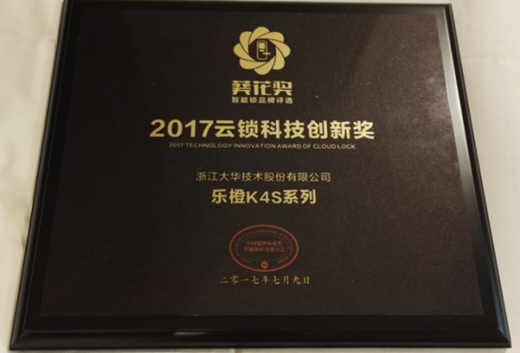 葵花奖
智能锁品牌评选
2017云锁科技创新奖
2017 TECHNOLOGY INNOVATION AWARD OF CLOUD LOCK
浙江大华技术股份有限公司
乐橙K4S系列
二零一七年七月九日